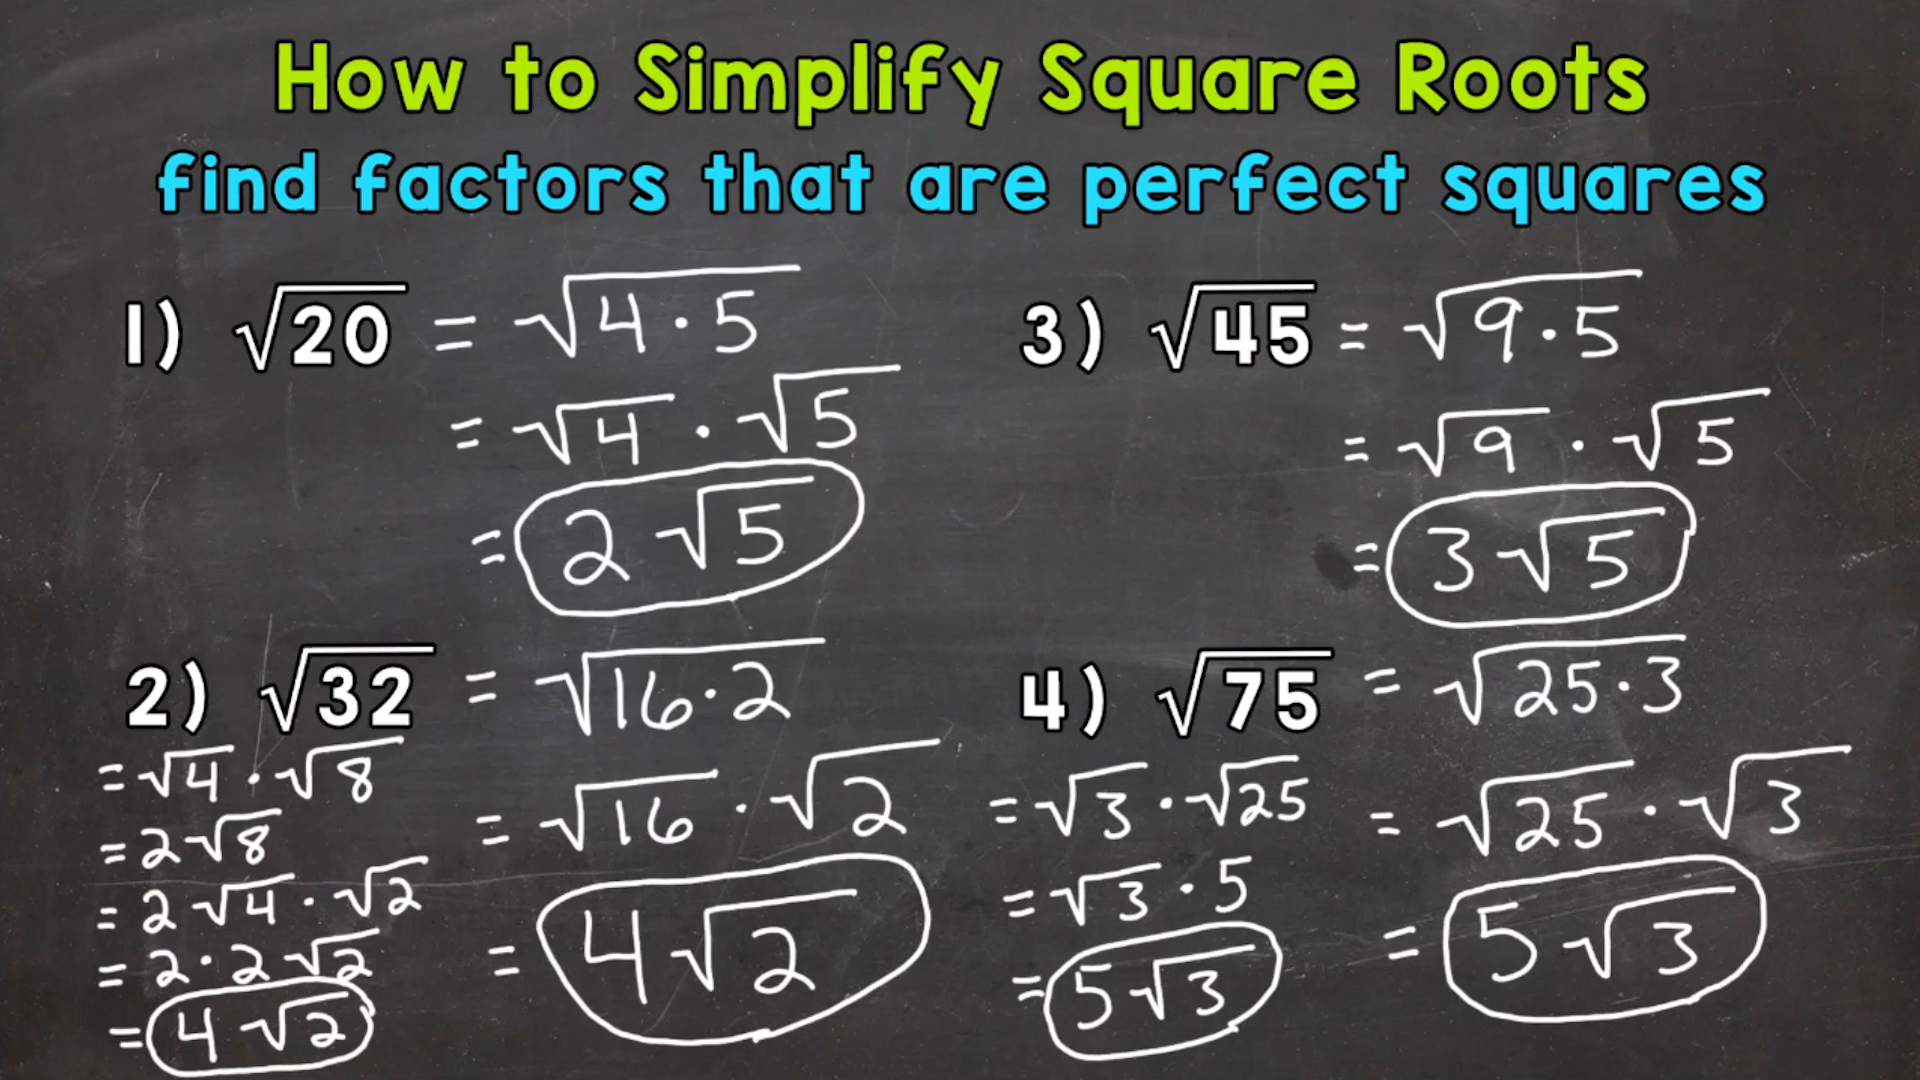 How to Simplify Square Roots
find factors that are perfect squares
1) √20 = √4·5
= √4 · √5
= 2√5
2) √32 = √16·2
= √16 · √2
= 4√2
= √4 · √8
= 2√8
= 2√4 · √2
= 2·2√2
= 4√2
3) √45 = √9·5
= √9 · √5
= 3√5
4) √75 = √25·3
= √25 · √3
= 5√3
= √3 · √25
= √3 · 5
= 5√3